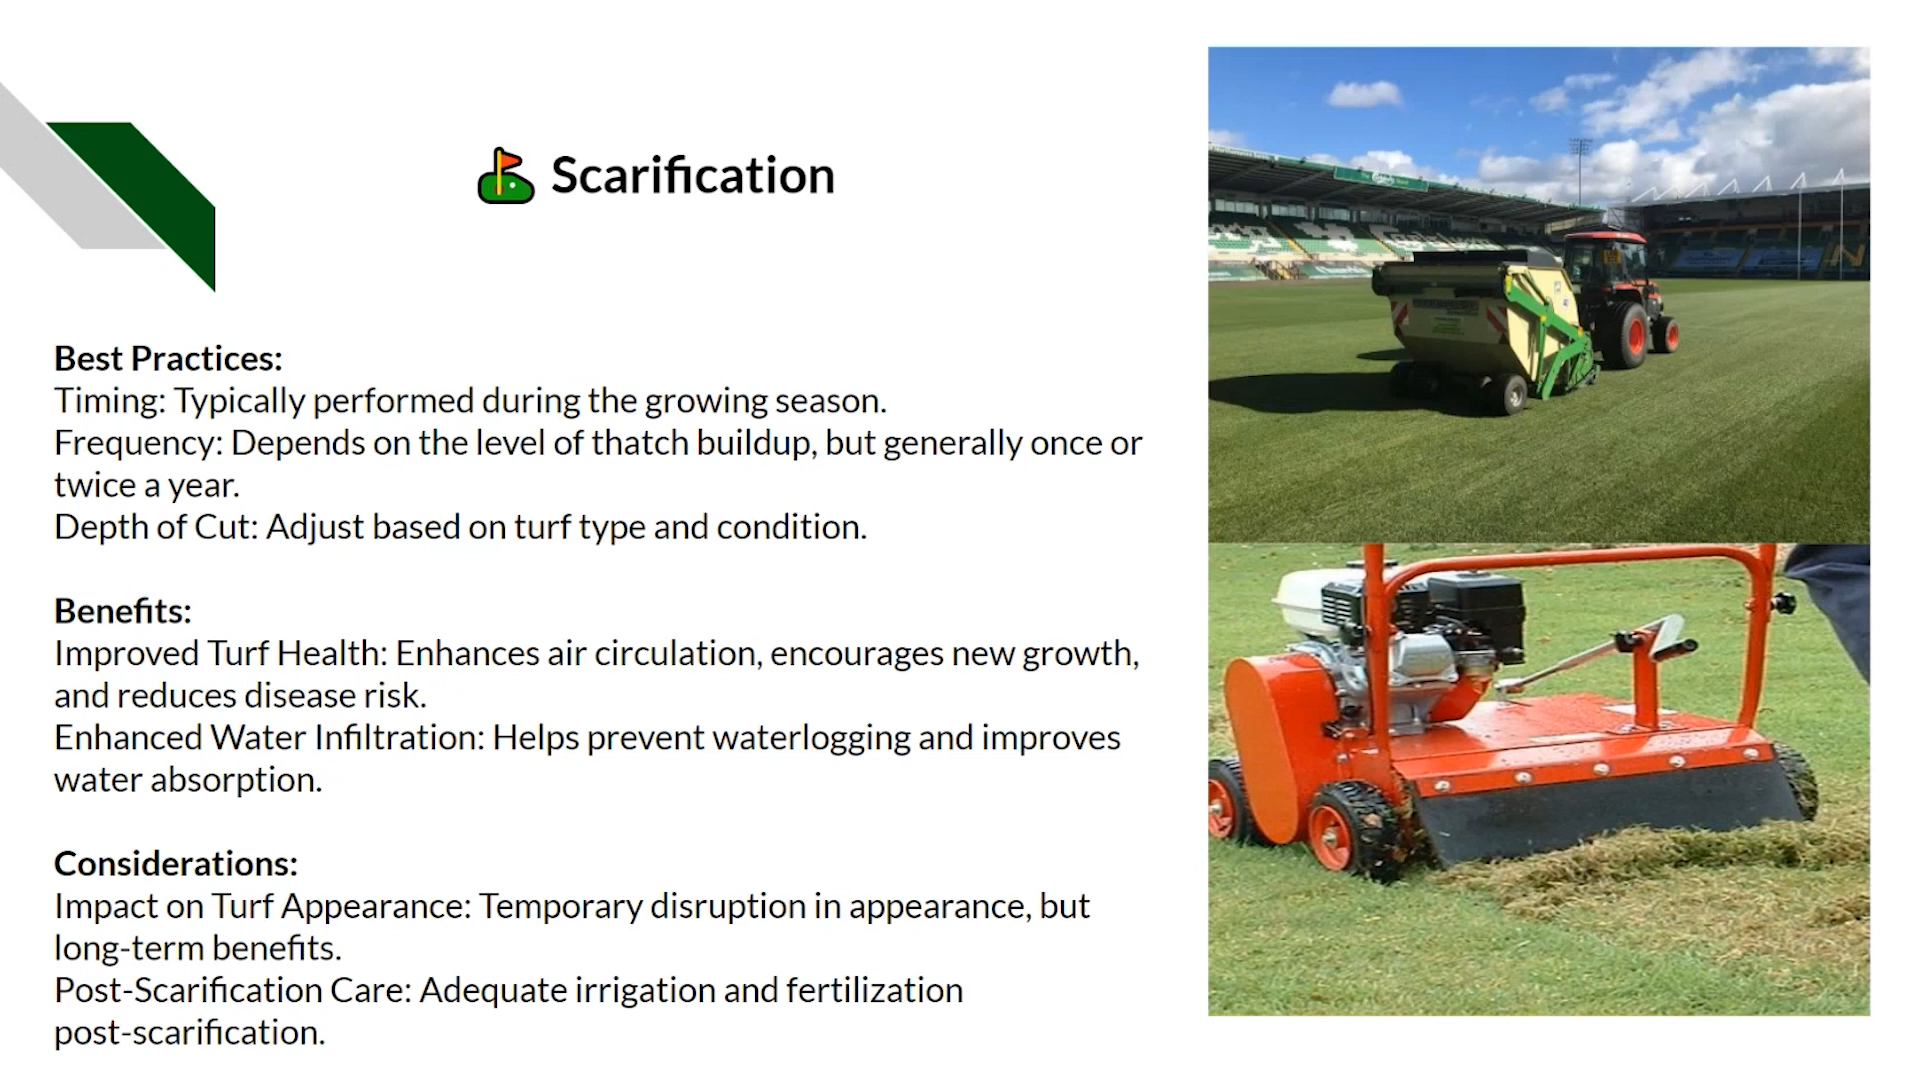 Scarification
Best Practices:
Timing: Typically performed during the growing season.
Frequency: Depends on the level of thatch buildup, but generally once or
twice a year.
Depth of Cut: Adjust based on turf type and condition.
Benefits:
Improved Turf Health: Enhances air circulation, encourages new growth,
and reduces disease risk.
Enhanced Water Infiltration: Helps prevent waterlogging and improves
water absorption.
Considerations:
Impact on Turf Appearance: Temporary disruption in appearance, but
long-term benefits.
Post-Scarification Care: Adequate irrigation and fertilization
post-scarification.